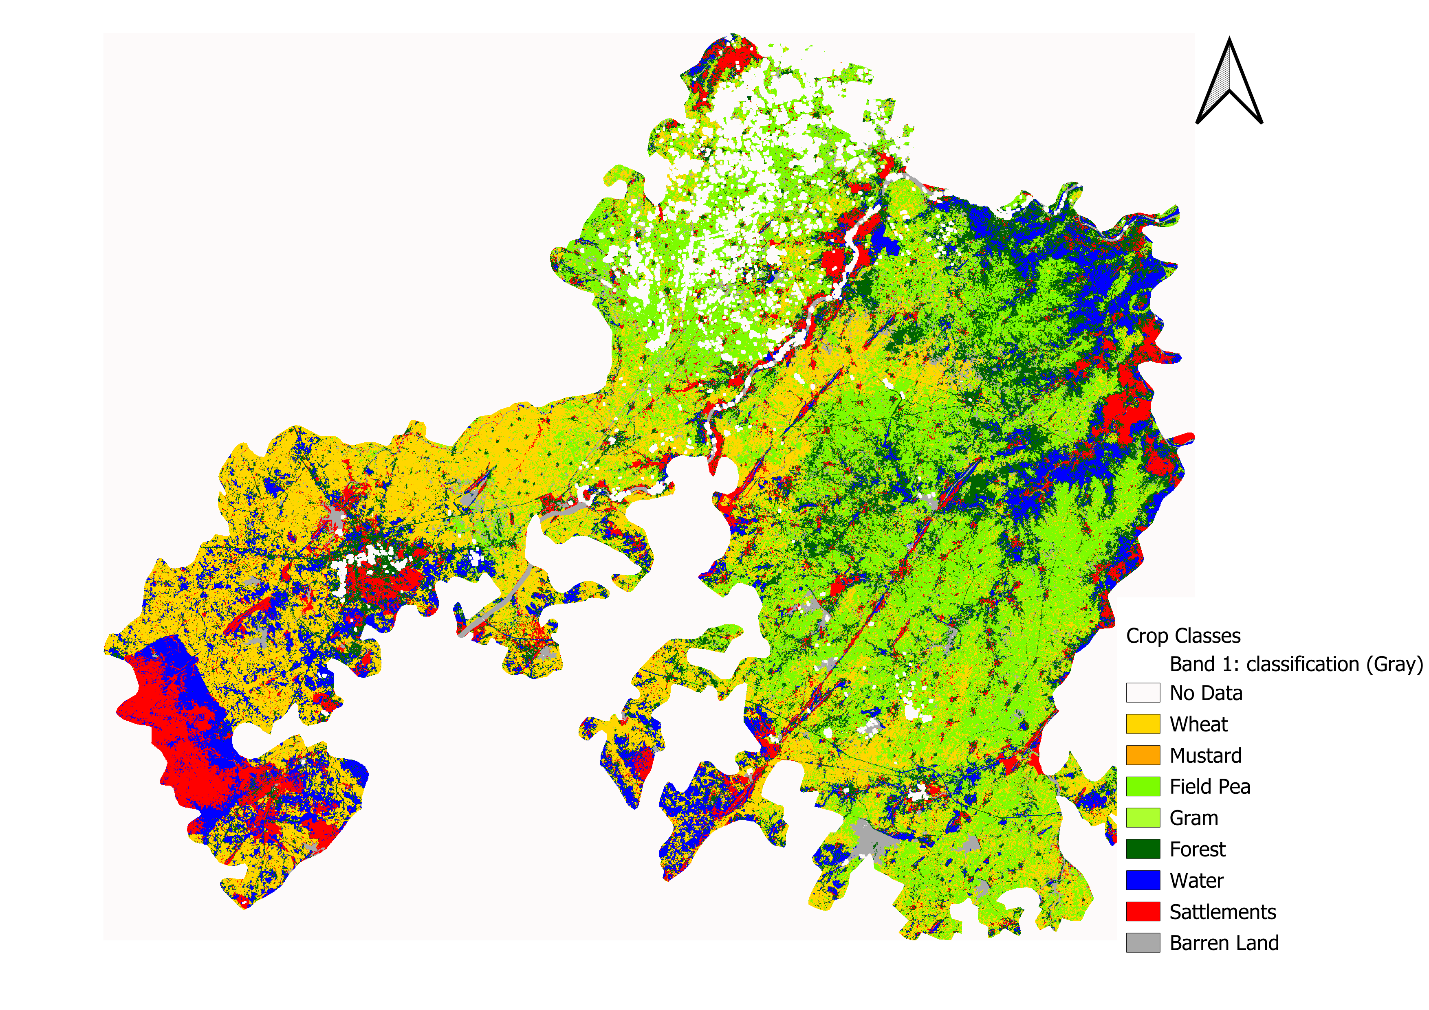 Crop Classes
Band 1: classification (Gray)
No Data
Wheat
Mustard
Field Pea
Gram
Forest
Water
Sattlements
Barren Land